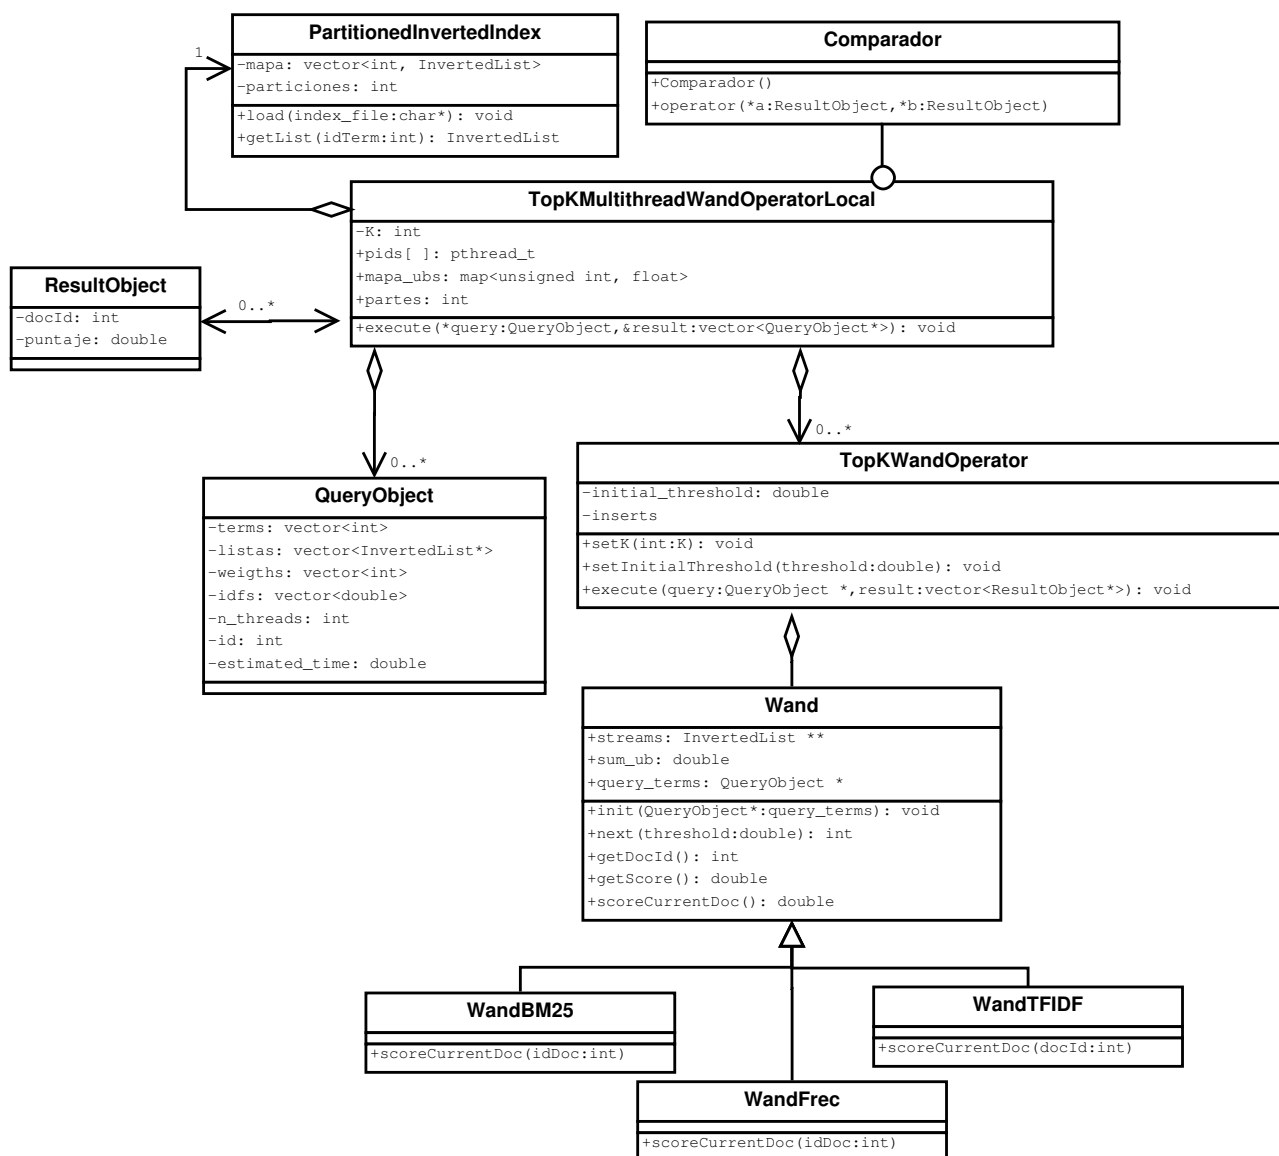 PartitionedInvertedIndex
-mapa: vector<int, InvertedList>
-particiones: int
+load(index_file:char*): void
+getList(idTerm:int): InvertedList
1
Comparador
+Comparador()
+operator(*a:ResultObject,*b:ResultObject)
TopKMultithreadWandOperatorLocal
-K: int
+pids[ ]: pthread_t
+mapa_ubs: map<unsigned int, float>
+partes: int
+execute(*query:QueryObject,&result:vector<QueryObject*>): void
ResultObject
-docId: int
-puntaje: double
0..*
0..*
0..*
QueryObject
-terms: vector<int>
-listas: vector<InvertedList*>
-weigths: vector<int>
-idfs: vector<double>
-n_threads: int
-id: int
-estimated_time: double
TopKWandOperator
-initial_threshold: double
-inserts
+setK(int:K): void
+setInitialThreshold(threshold:double): void
+execute(query:QueryObject *,result:vector<ResultObject*>): void
Wand
+streams: InvertedList **
+sum_ub: double
+query_terms: QueryObject *
+init(QueryObject*:query_terms): void
+next(threshold:double): int
+getDocId(): int
+getScore(): double
+scoreCurrentDoc(): double
WandBM25
+scoreCurrentDoc(idDoc:int)
WandTFIDF
+scoreCurrentDoc(docId:int)
WandFrec
+scoreCurrentDoc(idDoc:int)